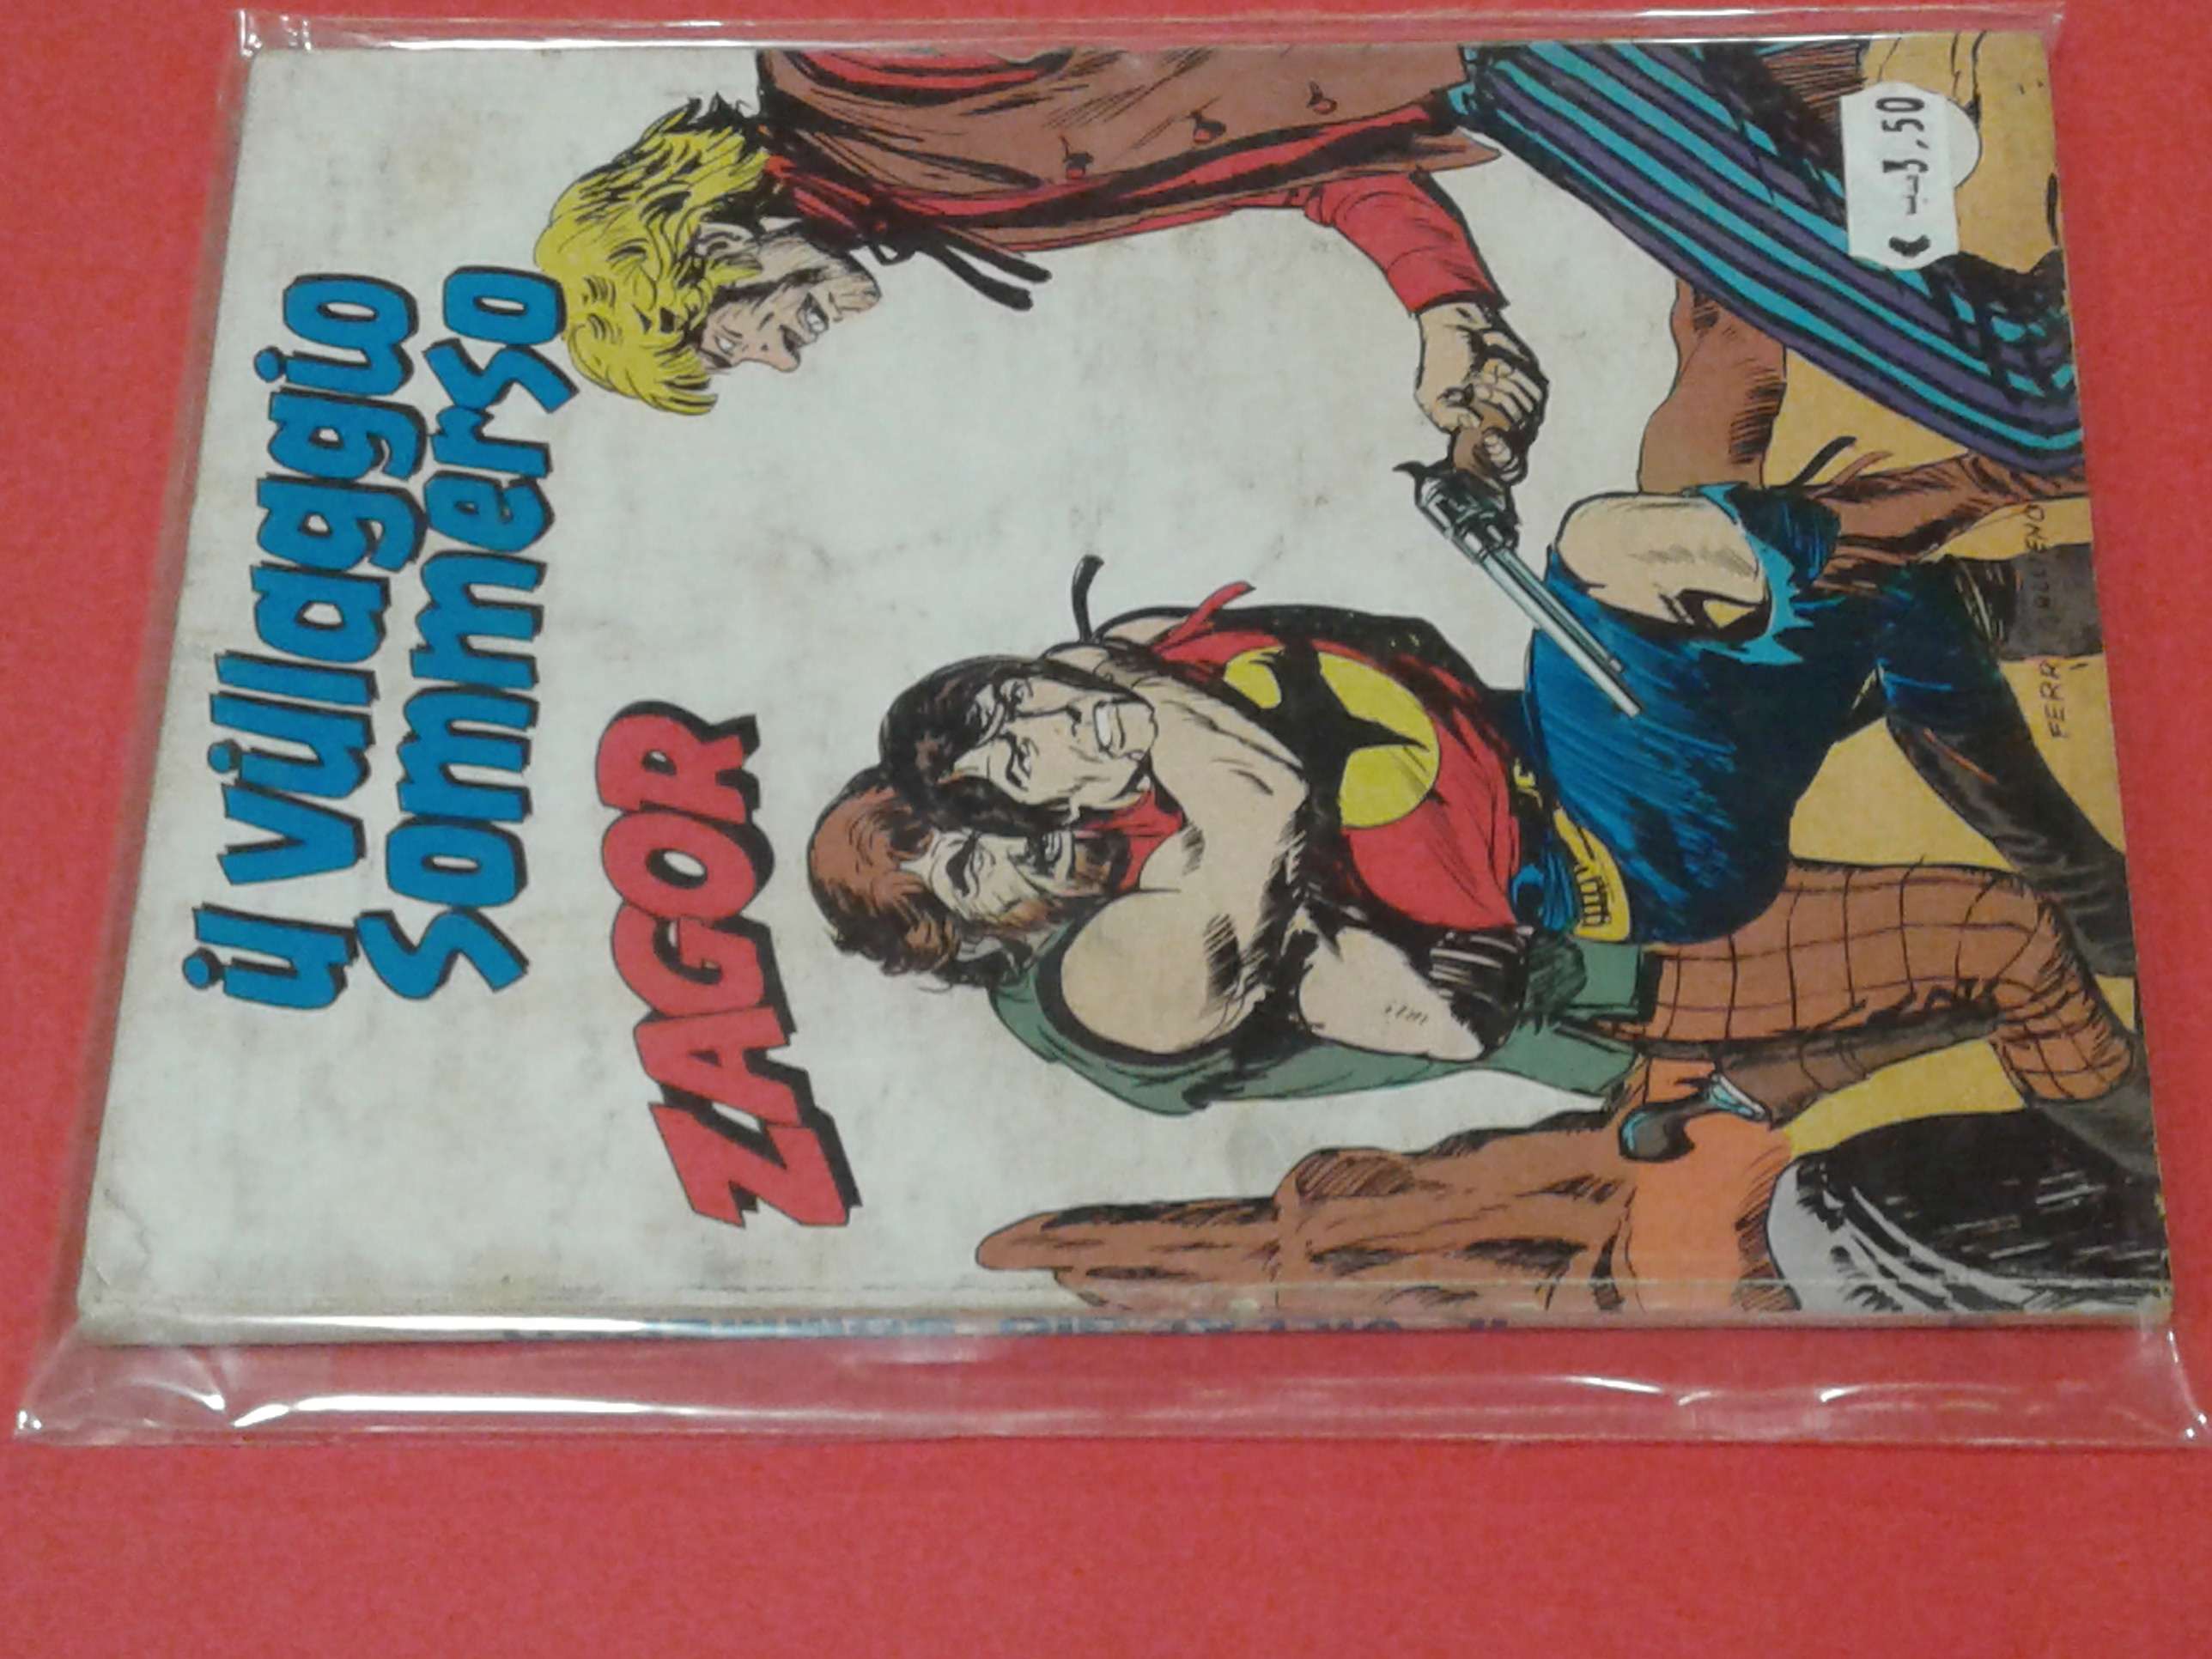 il villaggio
sommerso
ZAGOR
€ 3,50
FERRI